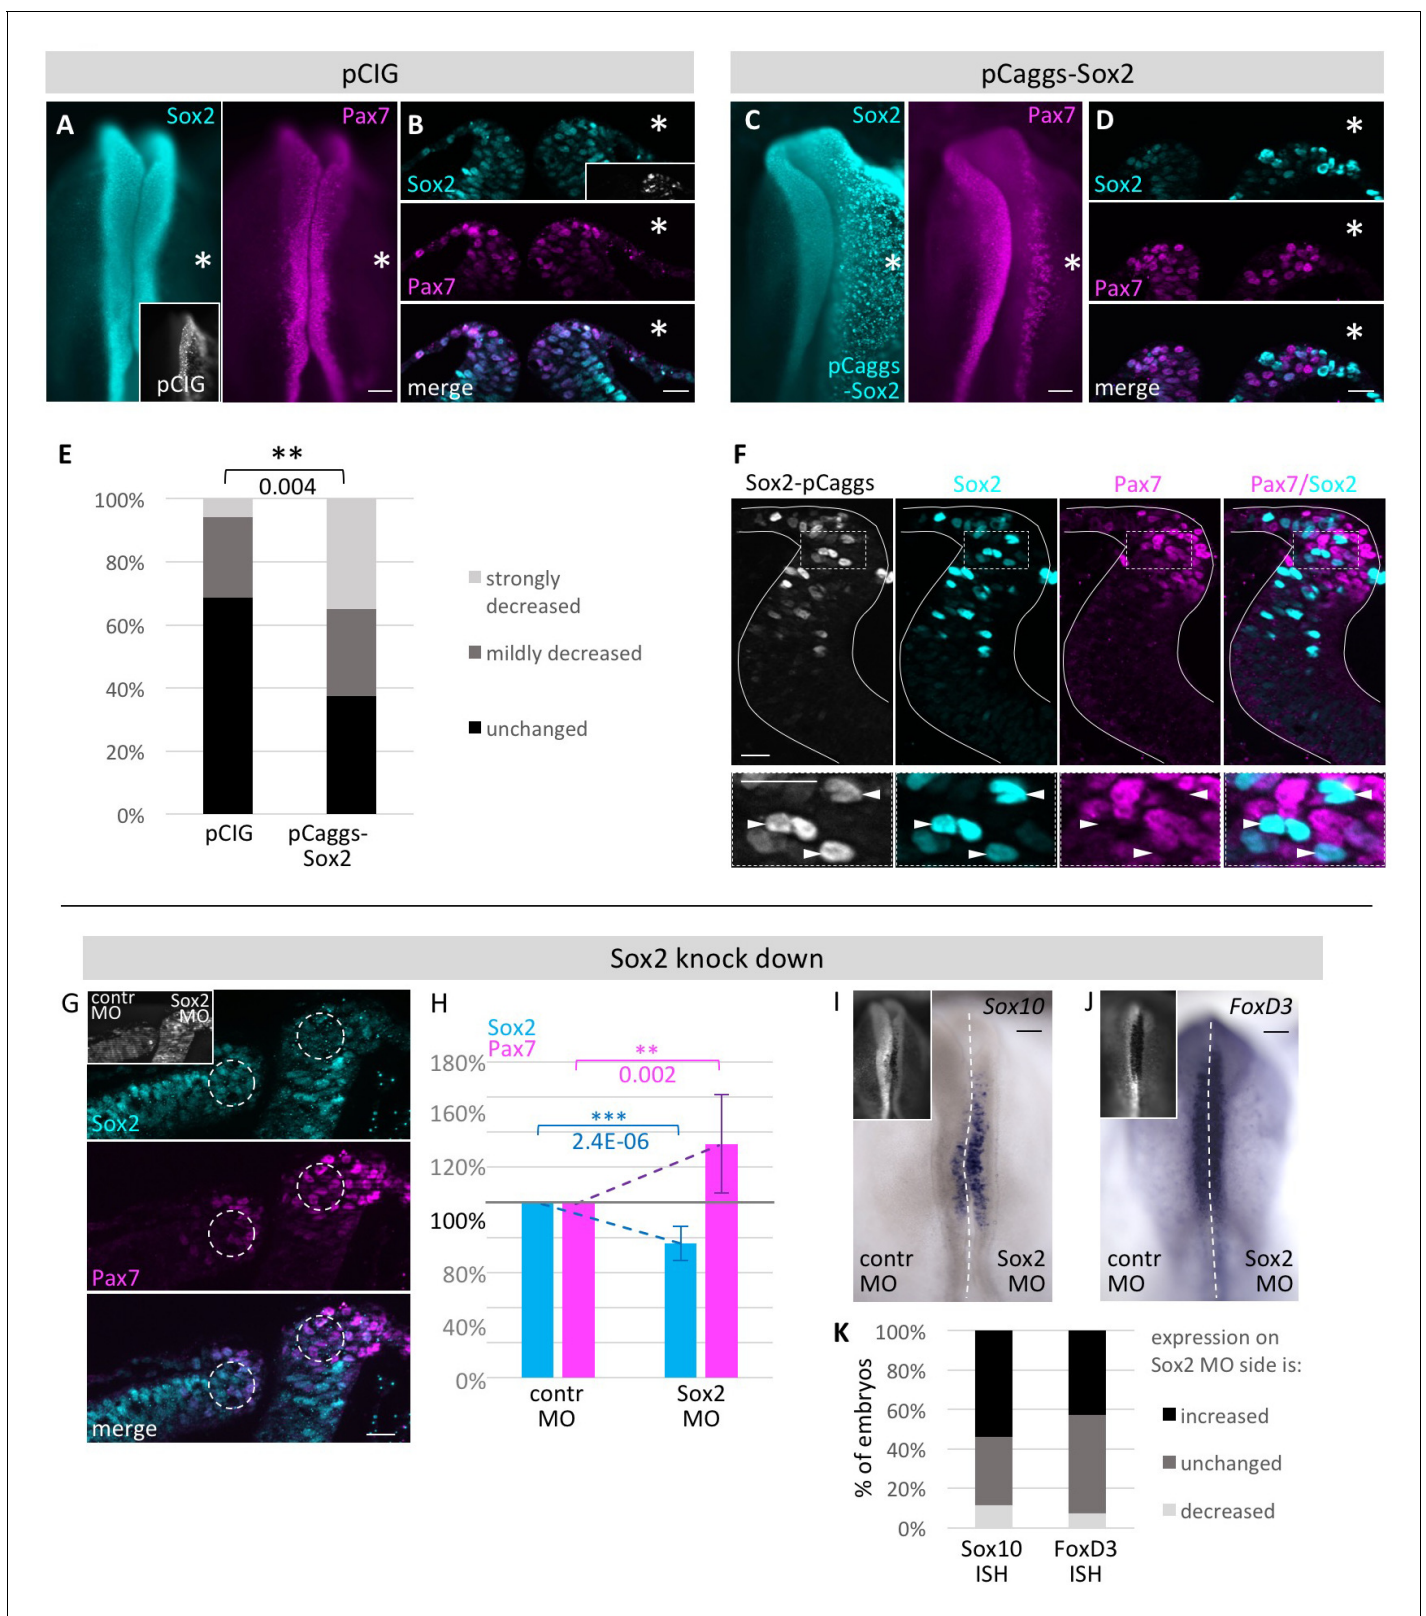 pCIG
pCaggs-Sox2
A
Sox2
Pax7
pCIG
B
Sox2
*
Pax7
*
merge
*
*
*
C
Sox2
Pax7
*
*
pCaggs
-Sox2
D
Sox2
*
Pax7
*
merge
*
E
**
0.004
100%
80%
60%
40%
20%
0%
pCIG
pCaggs-
Sox2
strongly
decreased
mildly decreased
unchanged
F
Sox2-pCaggs
Sox2
Pax7
Pax7/Sox2
Sox2 knock down
G
contr
MO
Sox2
MO
Sox2
Pax7
merge
H
Sox2
Pax7
180%
160%
120%
100%
80%
40%
0%
**
0.002
***
2.4E-06
contr
MO
Sox2
MO
I
Sox10
contr
MO
Sox2
MO
J
FoxD3
contr
MO
Sox2
MO
K
% of embryos
100%
80%
60%
40%
20%
0%
Sox10
ISH
FoxD3
ISH
expression on
Sox2 MO side is:
increased
unchanged
decreased